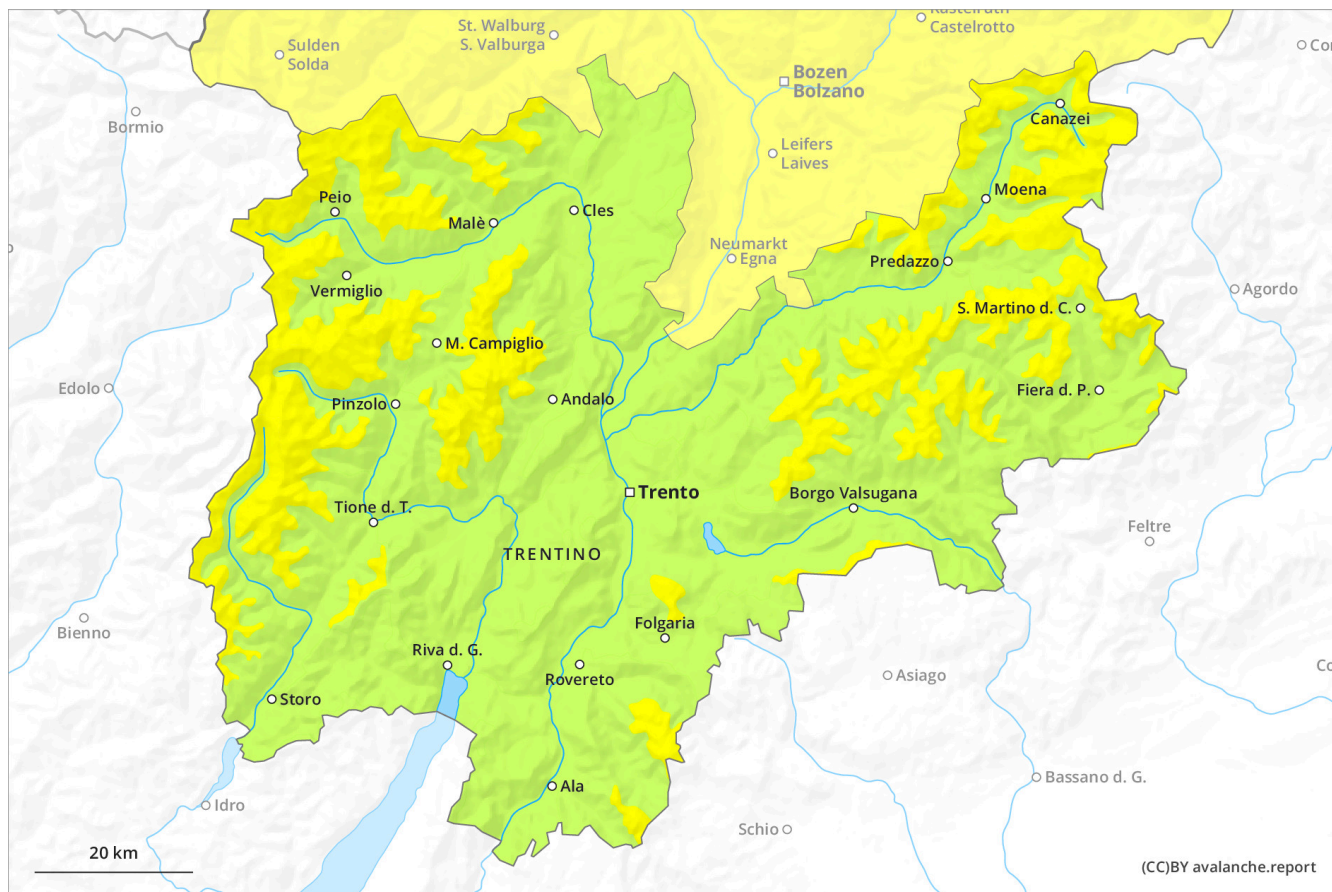 Kastelruth
Castelrotto
St. Walburg
S. Valburga
Sulden
Solda
Bozen
Bolzano
Bormio
Canazei
Leifers
Laives
Peio
Moena
Malè
Cles
Neumarkt
Egna
Predazzo
Vermiglio
Agordo
S. Martino d. C.
M. Campiglio
Edolo
Pinzolo
Andalo
Fiera d. P.
Trento
Borgo Valsugana
Tione d. T.
Feltre
TRENTINO
Bienno
Folgaria
Riva d. G.
Rovereto
Asiago
Storo
Ala
Bassano d. G.
Idro
Schio
20 km
(CC)BY avalanche.report